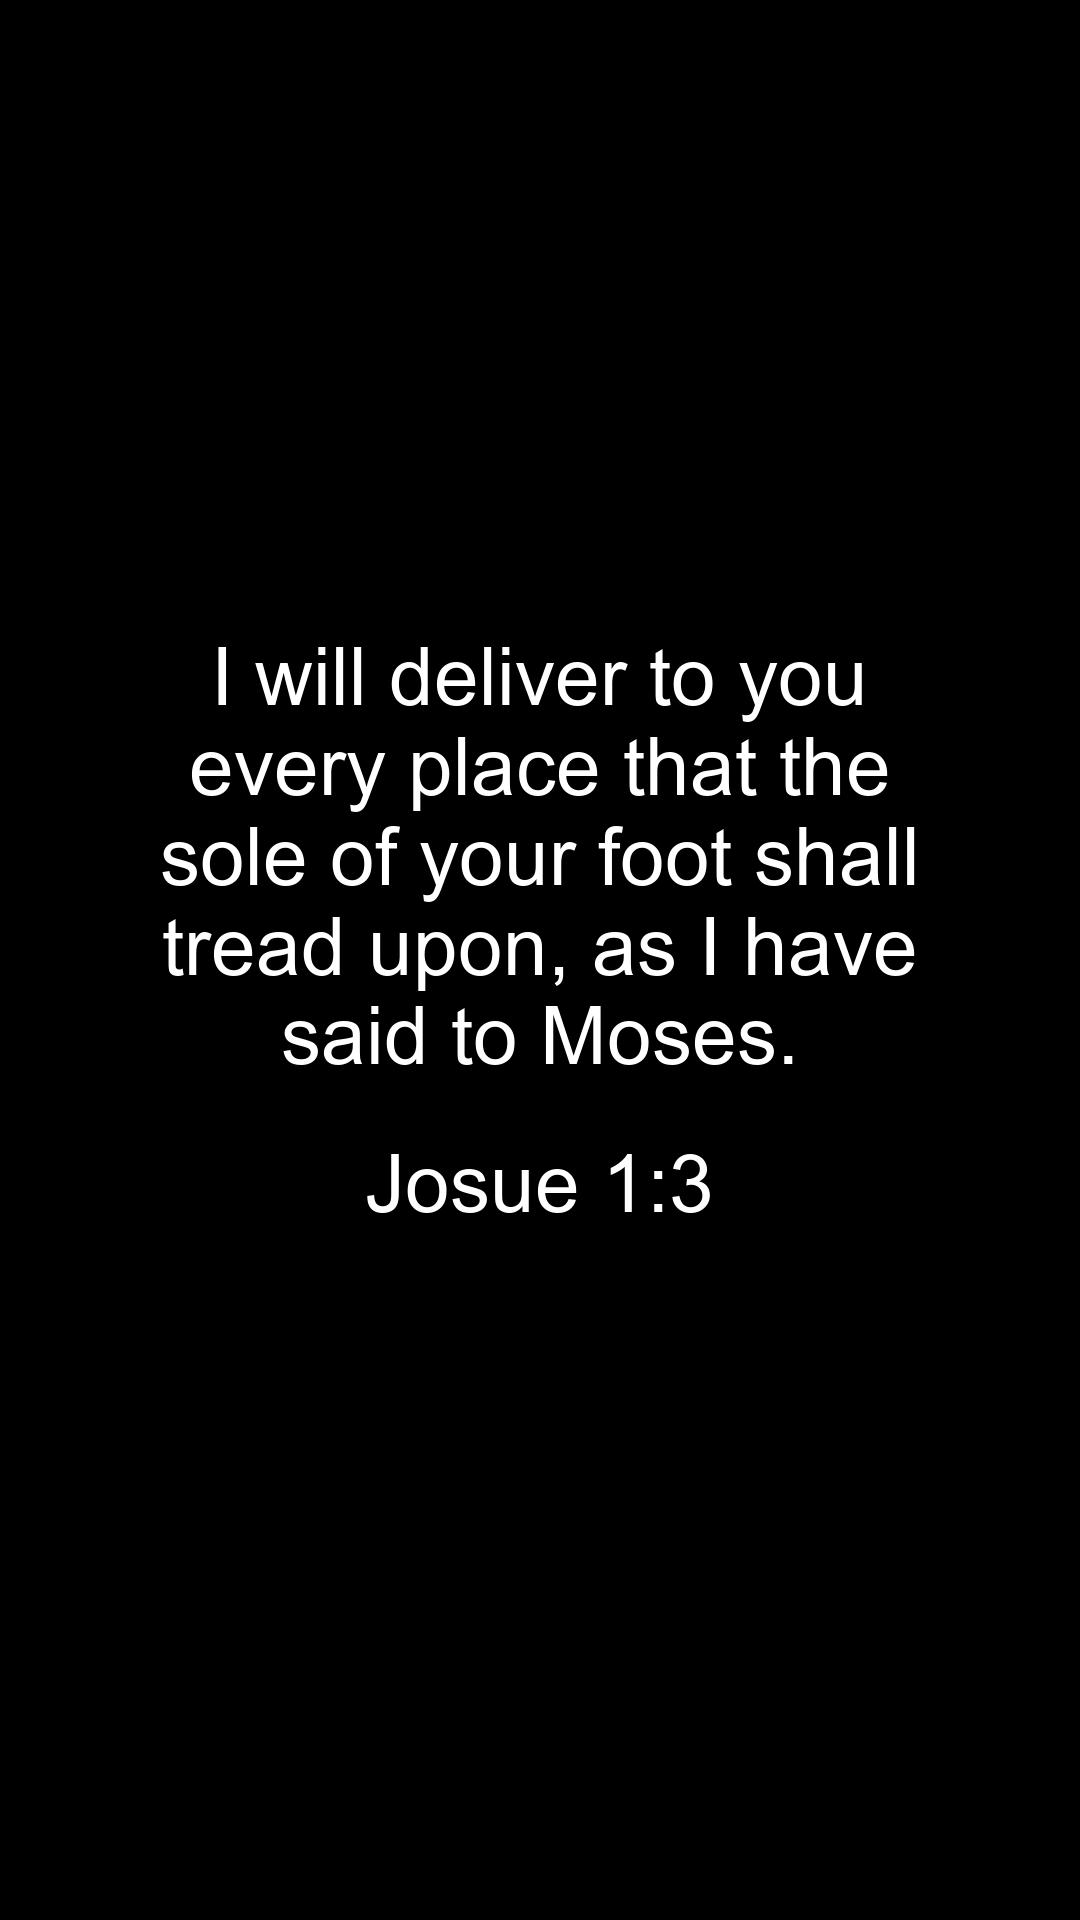 I will deliver to you
every place that the
sole of your foot shall
tread upon, as I have
said to Moses.
Josue 1:3